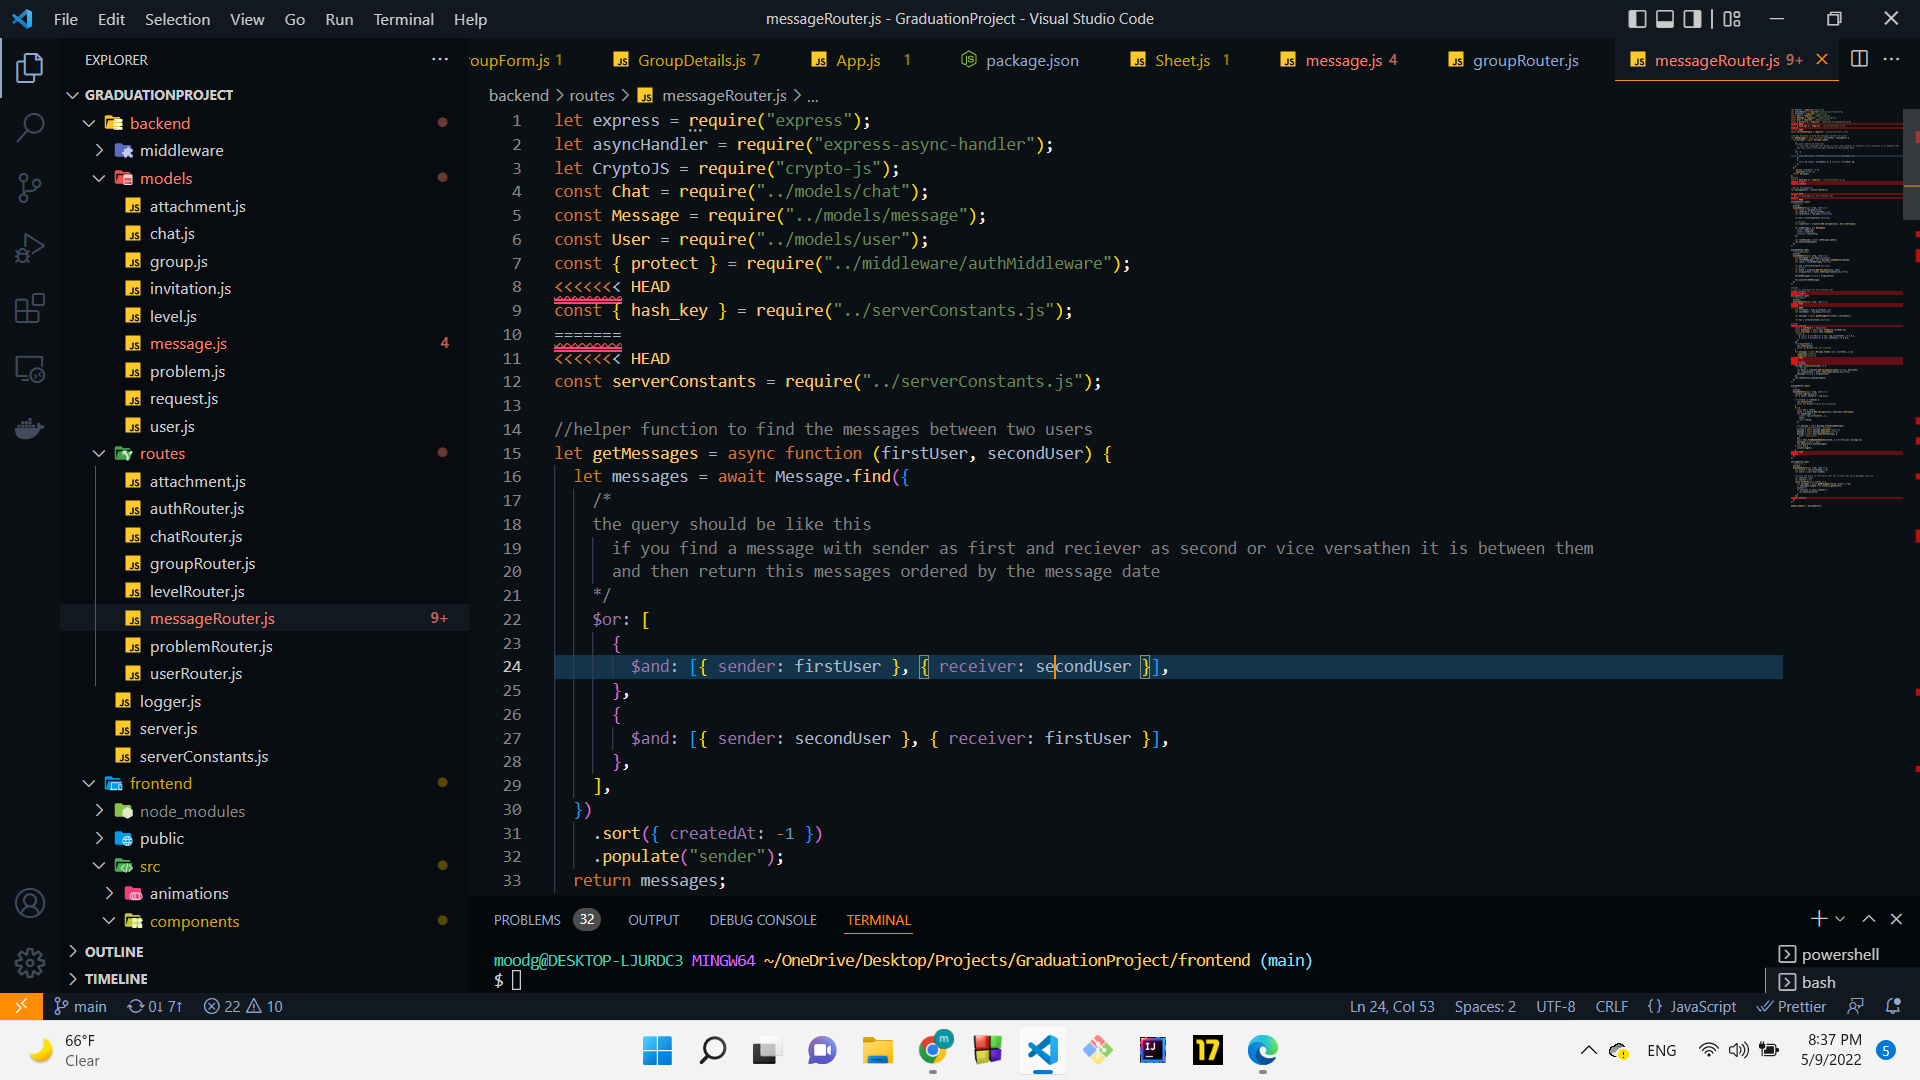 File Edit Selection View Go Run Terminal Help
messageRouter.js - GraduationProject - Visual Studio Code
EXPLORER
GRADUATIONPROJECT
backend
middleware
models
attachment.js
chat.js
group.js
invitation.js
level.js
message.js 4
problem.js
request.js
user.js
routes
attachment.js
authRouter.js
chatRouter.js
groupRouter.js
levelRouter.js
messageRouter.js 9+
problemRouter.js
userRouter.js
logger.js
server.js
serverConstants.js
frontend
node_modules
public
src
animations
components
OUTLINE
TIMELINE
oupForm.js 1 GroupDetails.js 7 App.js 1 package.json Sheet.js 1 message.js 4 groupRouter.js messageRouter.js 9+
backend > routes > messageRouter.js > ...
1 let express = require("express");
2 let asyncHandler = require("express-async-handler");
3 let CryptoJS = require("crypto-js");
4 const Chat = require("../models/chat");
5 const Message = require("../models/message");
6 const User = require("../models/user");
7 const { protect } = require("../middleware/authMiddleware");
8 <<<<<<< HEAD
9 const { hash_key } = require("../serverConstants.js");
10 =======
11 <<<<<<< HEAD
12 const serverConstants = require("../serverConstants.js");
13
14 //helper function to find the messages between two users
15 let getMessages = async function (firstUser, secondUser) {
16 let messages = await Message.find({
17 /*
18 the query should be like this
19 if you find a message with sender as first and reciever as second or vice versathen it is between them
20 and then return this messages ordered by the message date
21 */
22 $or: [
23 {
24 $and: [{ sender: firstUser }, { receiver: secondUser }],
25 },
26 {
27 $and: [{ sender: secondUser }, { receiver: firstUser }],
28 },
29 ],
30 })
31 .sort({ createdAt: -1 })
32 .populate("sender");
33 return messages;
PROBLEMS 32 OUTPUT DEBUG CONSOLE TERMINAL
moodg@DESKTOP-LJURDC3 MINGW64 ~/OneDrive/Desktop/Projects/GraduationProject/frontend (main)
$
powershell
bash
main 0↓ 7↑ 22 10
Ln 24, Col 53 Spaces: 2 UTF-8 CRLF {} JavaScript Prettier
66°F
Clear
m
IJ
17
ENG
8:37 PM
5/9/2022
5